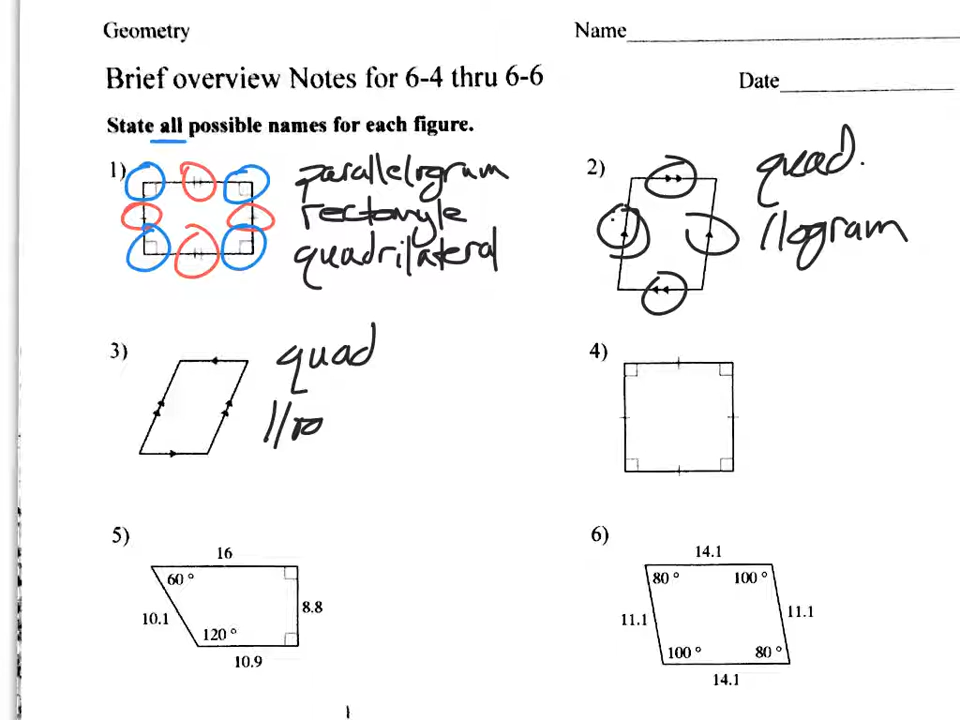 Geometry
Name
Brief overview Notes for 6-4 thru 6-6
Date
State all possible names for each figure.
1)
parallelogram
rectangle
quadrilateral
2)
quad.
//ogram
3)
quad
4)
5)
16
60 °
10.1
8.8
120 °
10.9
6)
14.1
80 °
100 °
11.1
11.1
100 °
80 °
14.1